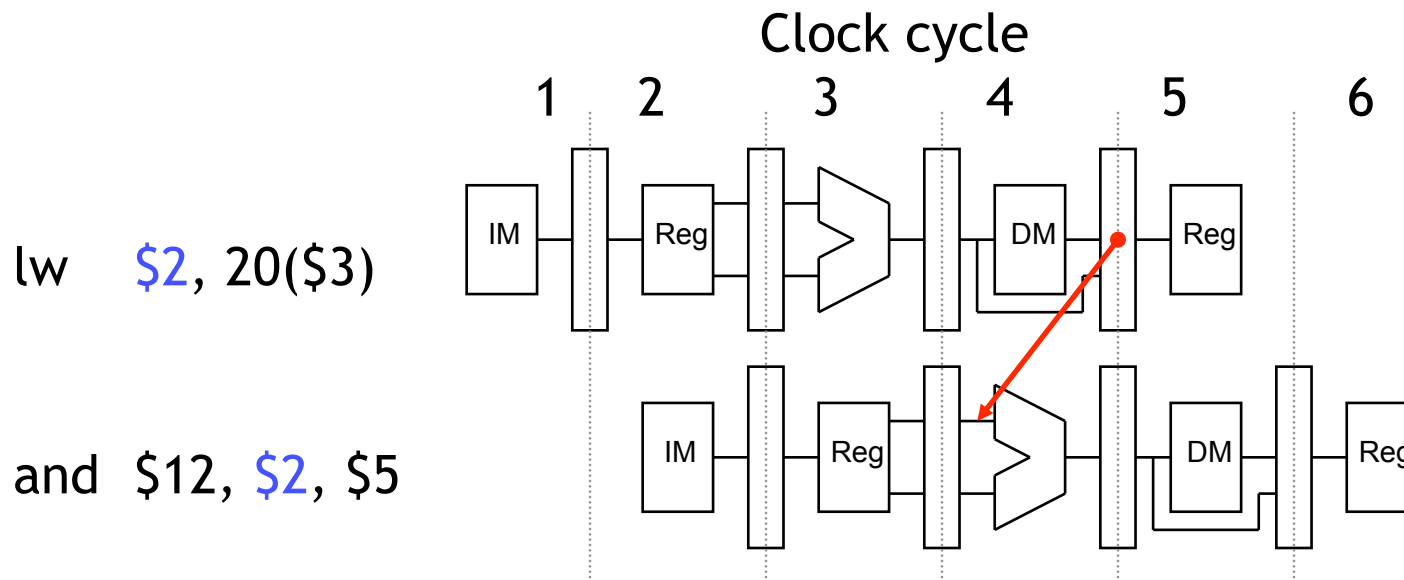 Clock cycle
1 2 3 4 5 6
IM Reg DM Reg
lw $2, 20($3)
IM Reg DM Reg
and $12, $2, $5